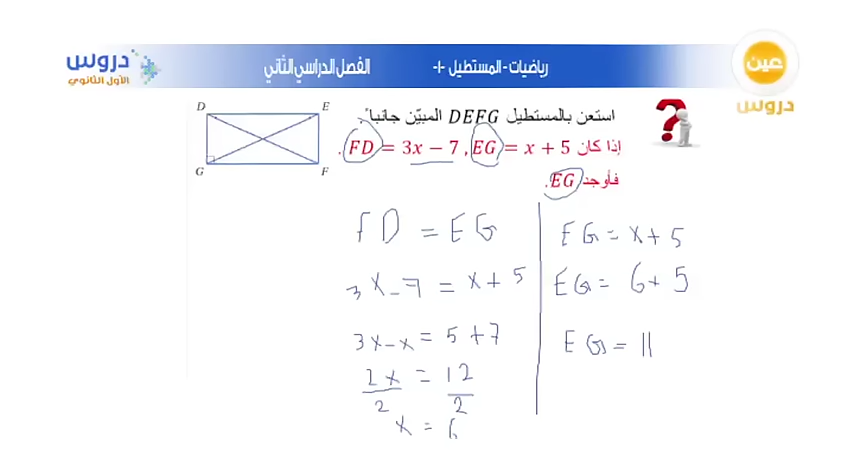 دروس
الأول الثانوي
الفصل الدراسي الثاني
رياضيات - المستطيل -١-
عين
دروس
استعن بالمستطيل DEFG المبيّن جانباً :
إذا كان FD = 3x − 7 , EG = x + 5 .
فأوجد EG.
D E
G F
FD = EG
3x - 7 = x + 5
3x - x = 5 + 7
2x/2 = 12/2
x = 6
EG = x + 5
EG = 6 + 5
EG = 11